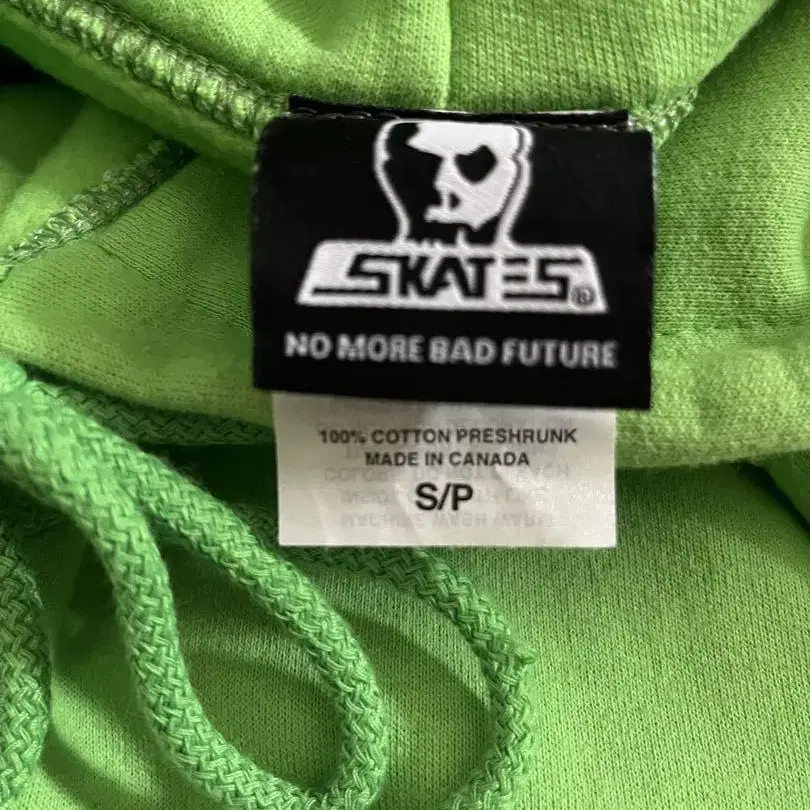 SKATES®
NO MORE BAD FUTURE
100% COTTON PRESHRUNK
MADE IN CANADA
S/P